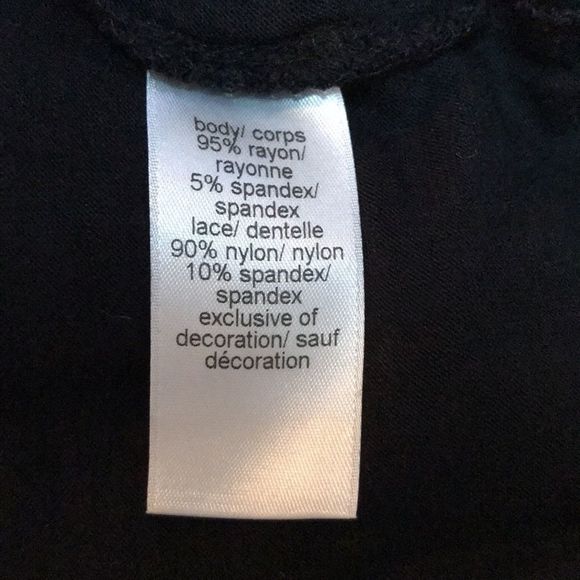 body/ corps
95% rayon/
rayonne
5% spandex/
spandex
lace/ dentelle
90% nylon/ nylon
10% spandex/
spandex
exclusive of
decoration/ sauf
décoration